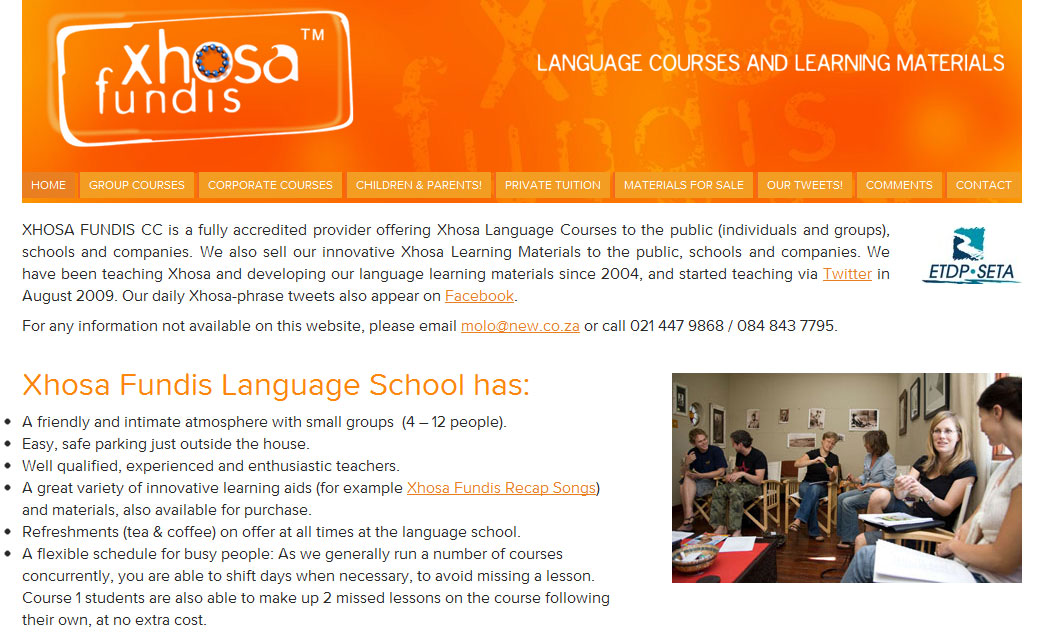 xhosa™
fundis
LANGUAGE COURSES AND LEARNING MATERIALS
xhosa
fundis
HOME GROUP COURSES CORPORATE COURSES CHILDREN & PARENTS! PRIVATE TUITION MATERIALS FOR SALE OUR TWEETS! COMMENTS CONTACT
XHOSA FUNDIS CC is a fully accredited provider offering Xhosa Language Courses to the public (individuals and groups),
schools and companies. We also sell our innovative Xhosa Learning Materials to the public, schools and companies. We
have been teaching Xhosa and developing our language learning materials since 2004, and started teaching via Twitter in
August 2009. Our daily Xhosa-phrase tweets also appear on Facebook.
ETDP•SETA
For any information not available on this website, please email molo@new.co.za or call 021 447 9868 / 084 843 7795.
Xhosa Fundis Language School has:
• A friendly and intimate atmosphere with small groups (4 – 12 people).
• Easy, safe parking just outside the house.
• Well qualified, experienced and enthusiastic teachers.
• A great variety of innovative learning aids (for example Xhosa Fundis Recap Songs)
and materials, also available for purchase.
• Refreshments (tea & coffee) on offer at all times at the language school.
• A flexible schedule for busy people: As we generally run a number of courses
concurrently, you are able to shift days when necessary, to avoid missing a lesson.
Course 1 students are also able to make up 2 missed lessons on the course following
their own, at no extra cost.